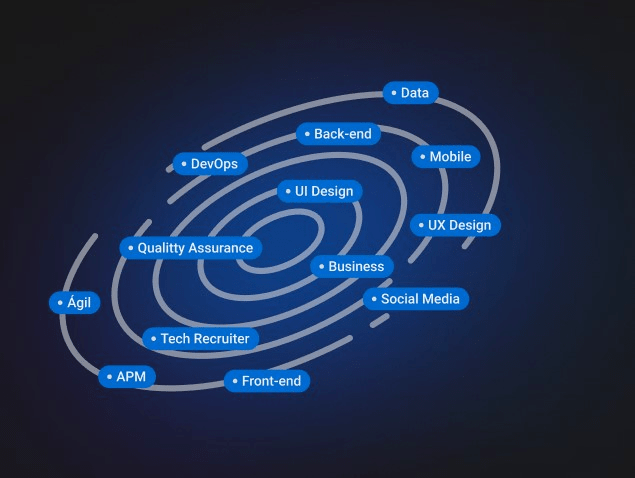 • Data
• Back-end
• Mobile
• DevOps
• UI Design
• UX Design
• Qualitty Assurance
• Business
• Social Media
• Ágil
• Tech Recruiter
• APM
• Front-end